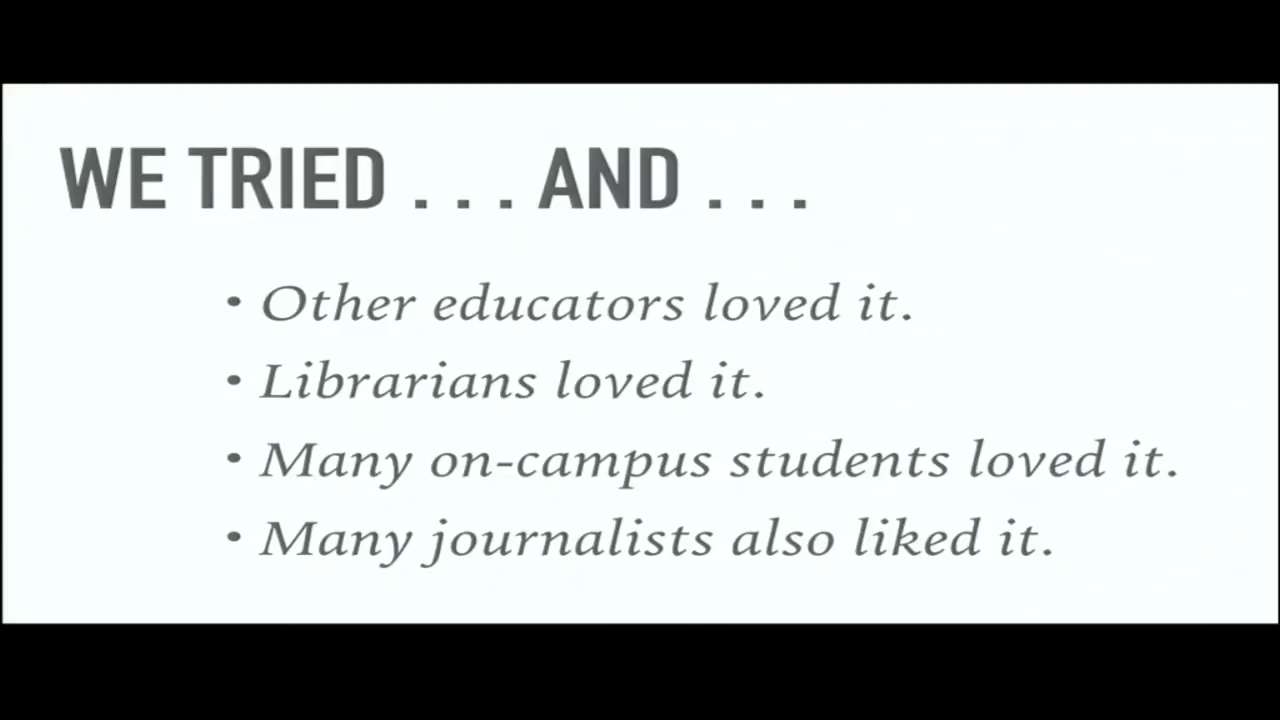 WE TRIED . . . AND . . .
• Other educators loved it.
• Librarians loved it.
• Many on-campus students loved it.
• Many journalists also liked it.